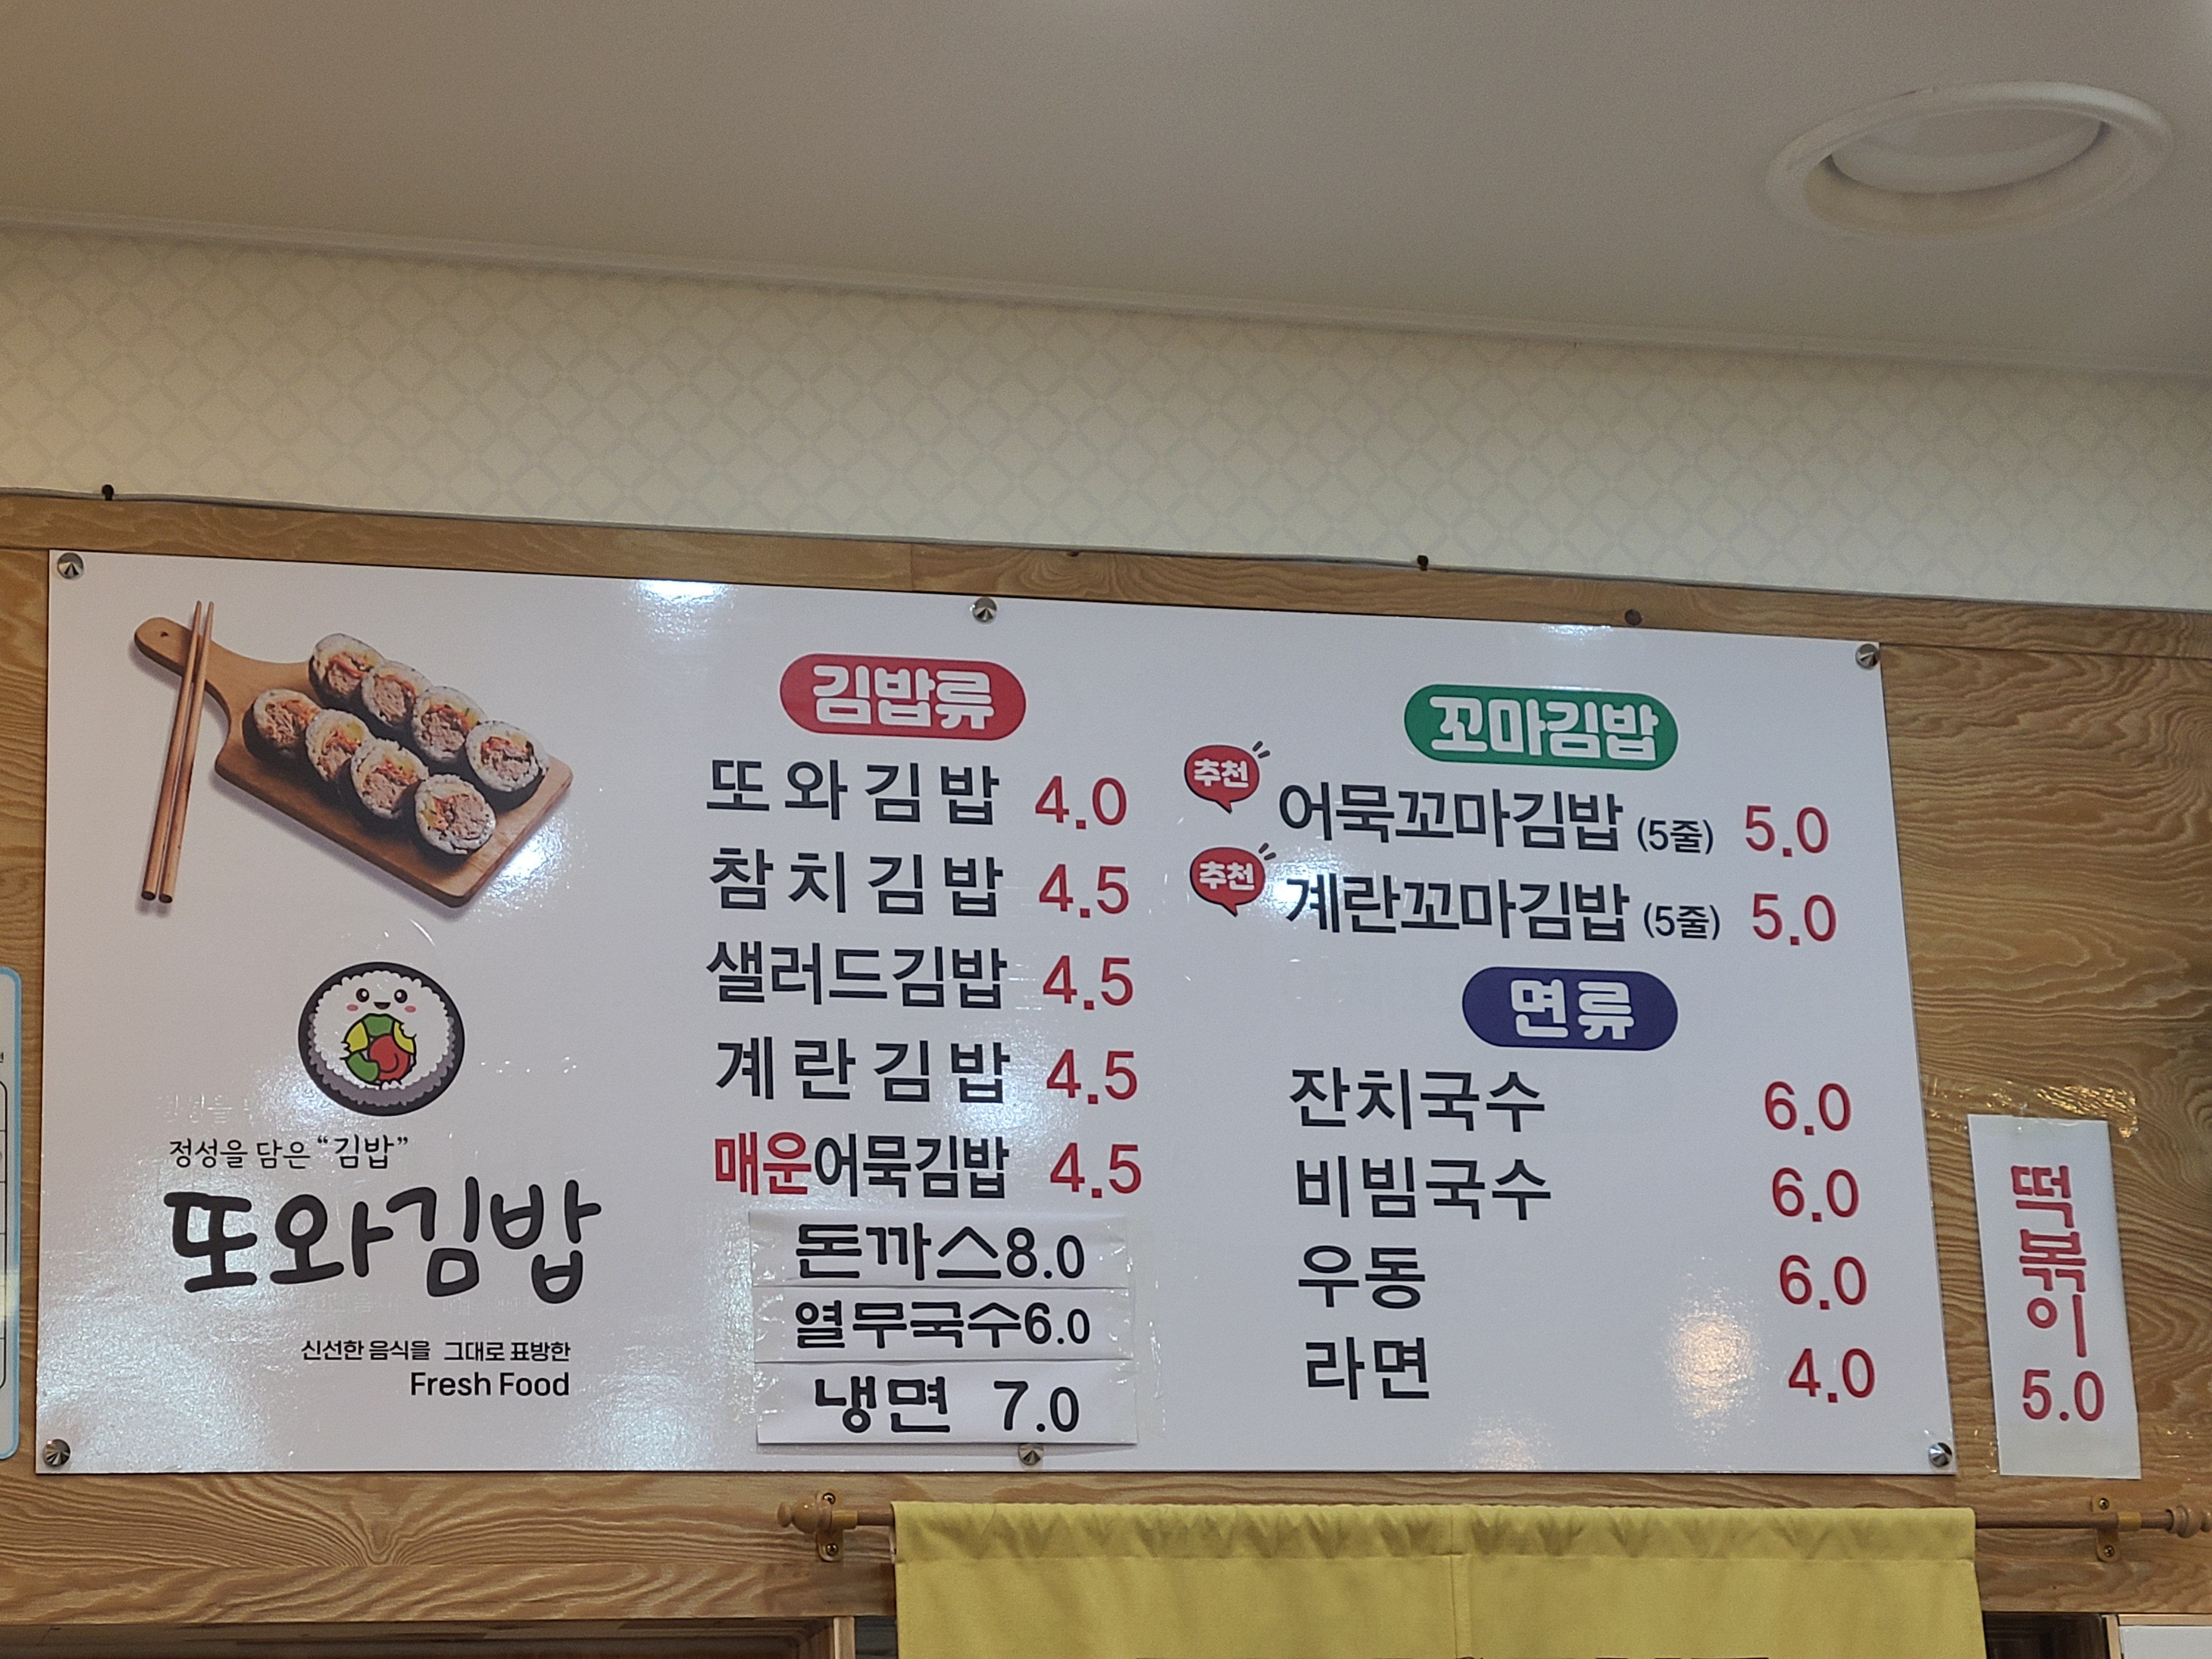 정성을 담은 "김밥"
또와김밥
신선한 음식을 그대로 표방한
Fresh Food
김밥류
또와김밥 4.0
참치김밥 4.5
샐러드김밥 4.5
계란김밥 4.5
매운어묵김밥 4.5
돈까스8.0
열무국수6.0
냉면 7.0
꼬마김밥
추천 어묵꼬마김밥 (5줄) 5.0
추천 계란꼬마김밥 (5줄) 5.0
면류
잔치국수 6.0
비빔국수 6.0
우동 6.0
라면 4.0
떡볶이
5.0